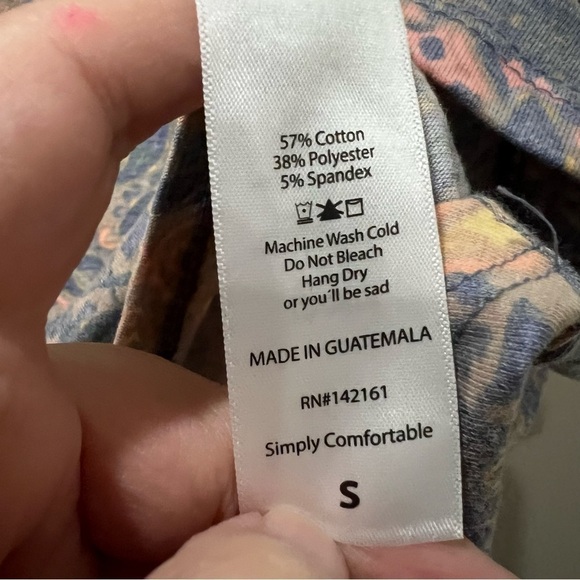 57% Cotton
38% Polyester
5% Spandex
Machine Wash Cold
Do Not Bleach
Hang Dry
or you'll be sad
MADE IN GUATEMALA
RN#142161
Simply Comfortable
S